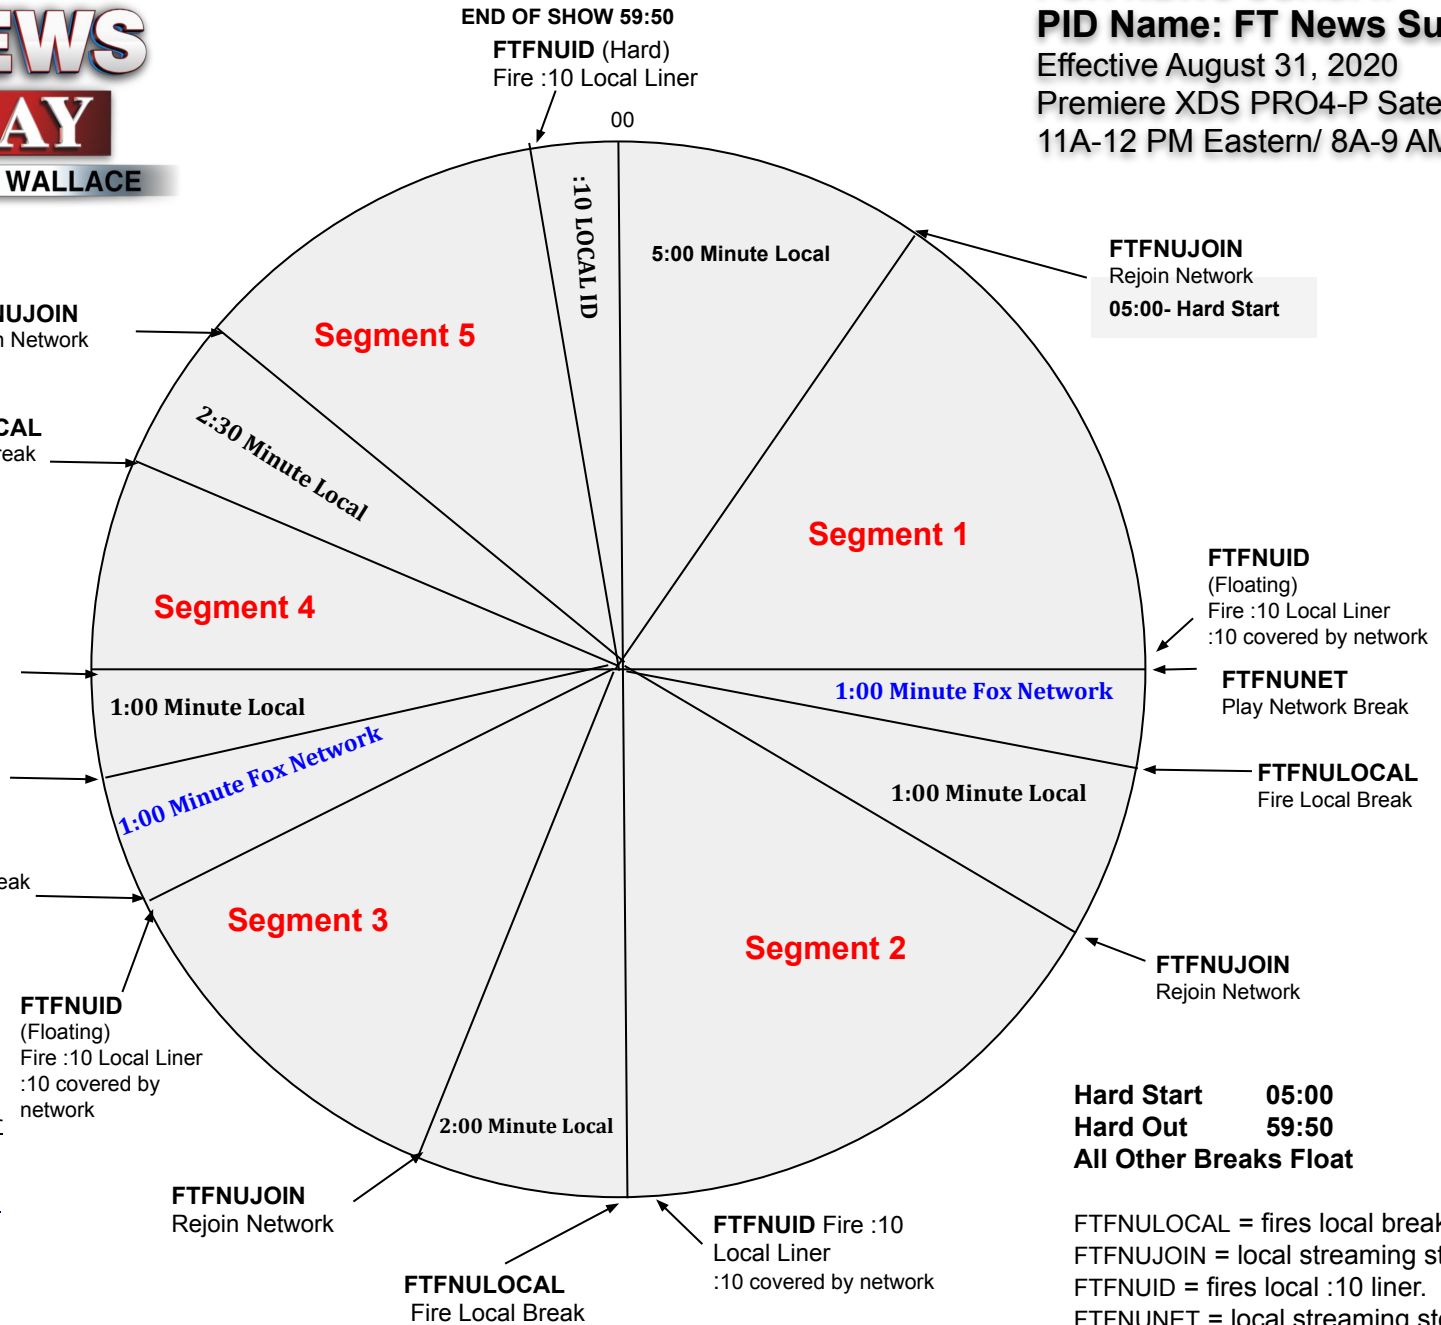 END OF SHOW 59:50
FTFNUID (Hard)
Fire :10 Local Liner
00
PID Name: FT News
Effective August 31, 2020
Premiere XDS PRO4-P
11A-12 PM Eastern/ 8A-9
WALLACE
:10 LOCAL ID
5:00 Minute Local
FTFNUJOIN
Rejoin Network
05:00- Hard Start
Network
Segment 5
2:30 Minute Local
Segment 1
FTFNUID
(Floating)
Fire :10 Local Liner
:10 covered by network
Segment 4
FTFNUNET
Play Network Break
1:00 Minute Fox Network
1:00 Minute Local
1:00 Minute Fox Network
FTFNULOCAL
Fire Local Break
1:00 Minute Local
Segment 3
Segment 2
FTFNUJOIN
Rejoin Network
FTFNUID
(Floating)
Fire :10 Local Liner
:10 covered by
network
2:00 Minute Local
FTFNUJOIN
Rejoin Network
FTFNULOCAL
Fire Local Break
FTFNUID Fire :10
Local Liner
:10 covered by network
Hard Start 05:00
Hard Out 59:50
All Other Breaks Float
FTFNULOCAL = fires local
FTFNUJOIN = local streaming
FTFNUID = fires local :10 liner.
FTFNUNET = local streaming